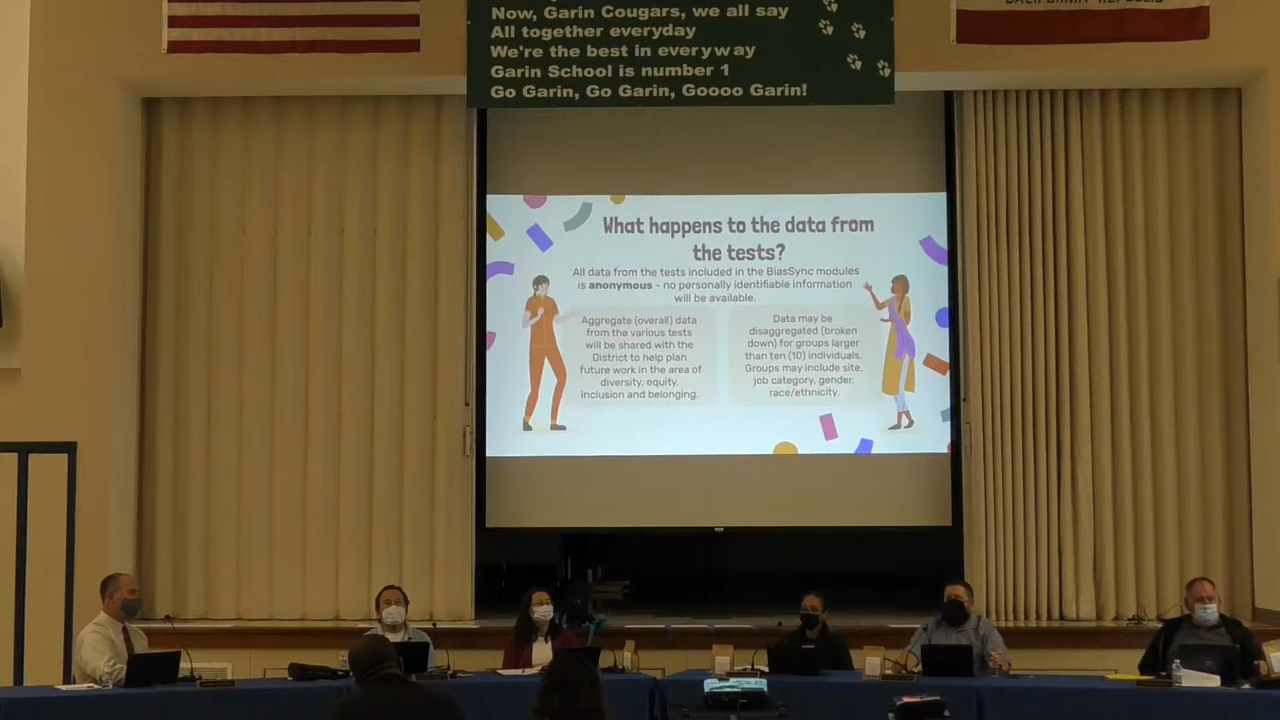 Now, Garin Cougars, we all say
All together everyday
We're the best in everyway
Garin School is number 1
Go Garin, Go Garin, Goooo Garin!
CALIFORNIA REPUBLIC
What happens to the data from
the tests?
All data from the tests included in the BiasSync modules
is anonymous - no personally identifiable information
will be available.
Aggregate (overall) data
from the various tests
will be shared with the
District to help plan
future work in the area of
diversity, equity,
inclusion and belonging.
Data may be
disaggregated (broken
down) for groups larger
than ten (10) individuals.
Groups may include site,
job category, gender,
race/ethnicity.